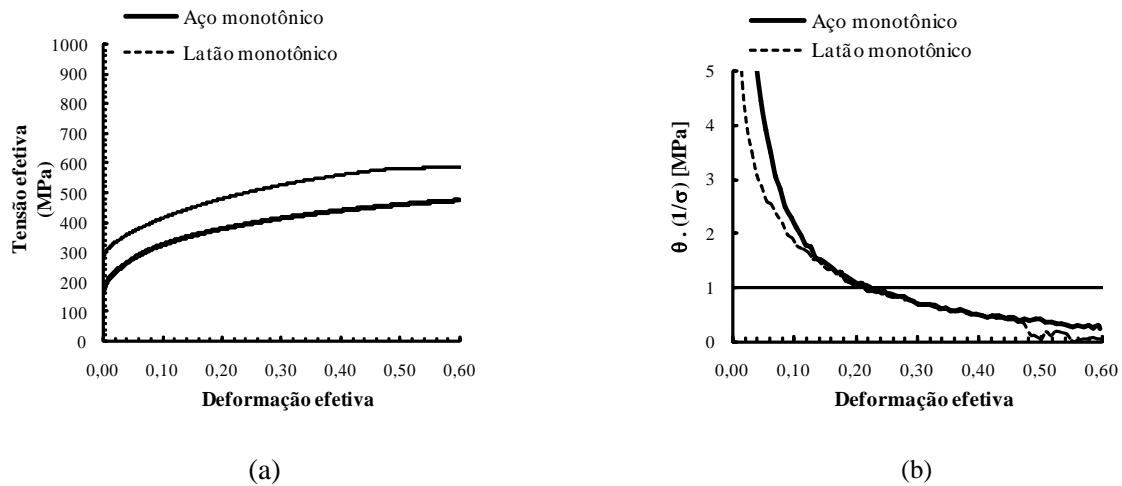 Aço monotônico
Latão monotônico
1000
900
800
700
600
500
400
300
200
100
0
Tensão efetiva
(MPa)
0,00 0,10 0,20 0,30 0,40 0,50 0,60
Deformação efetiva
(a)
Aço monotônico
Latão monotônico
5
4
3
2
1
0
θ . (1/σ) [MPa]
0,00 0,10 0,20 0,30 0,40 0,50 0,60
Deformação efetiva
(b)